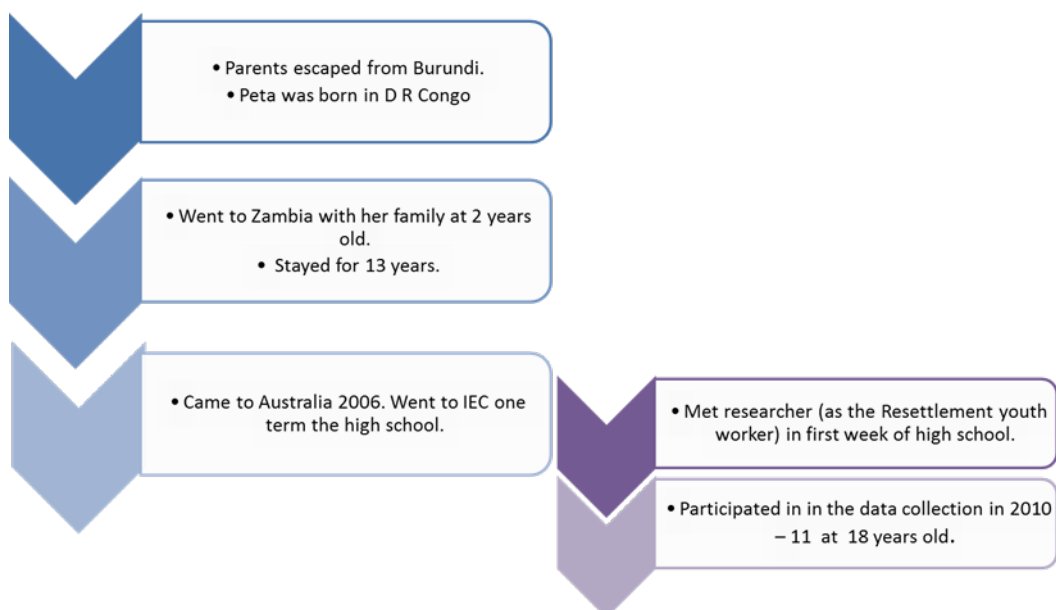 • Parents escaped from Burundi.
• Peta was born in D R Congo
• Went to Zambia with her family at 2 years
old.
• Stayed for 13 years.
• Came to Australia 2006. Went to IEC one
term the high school.
• Met researcher (as the Resettlement youth
worker) in first week of high school.
• Participated in in the data collection in 2010
– 11 at 18 years old.